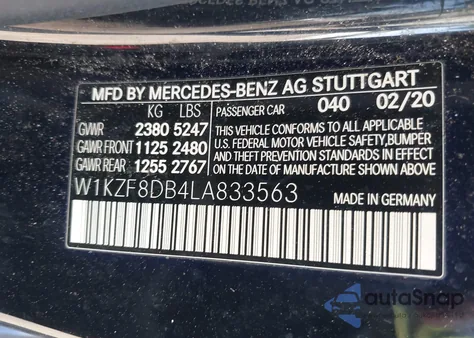 MFD BY MERCEDES-BENZ AG STUTTGART
KG LBS PASSENGER CAR 040 02/20
GVWR 2380 5247
GAWR FRONT 1125 2480
GAWR REAR 1255 2767
THIS VEHICLE CONFORMS TO ALL APPLICABLE
U.S. FEDERAL MOTOR VEHICLE SAFETY,BUMPER
AND THEFT PREVENTION STANDARDS IN EFFECT
ON THE DATE OF MANUFACTURE SHOWN ABOVE.
W1KZF8DB4LA833563 MADE IN GERMANY
autoSnap